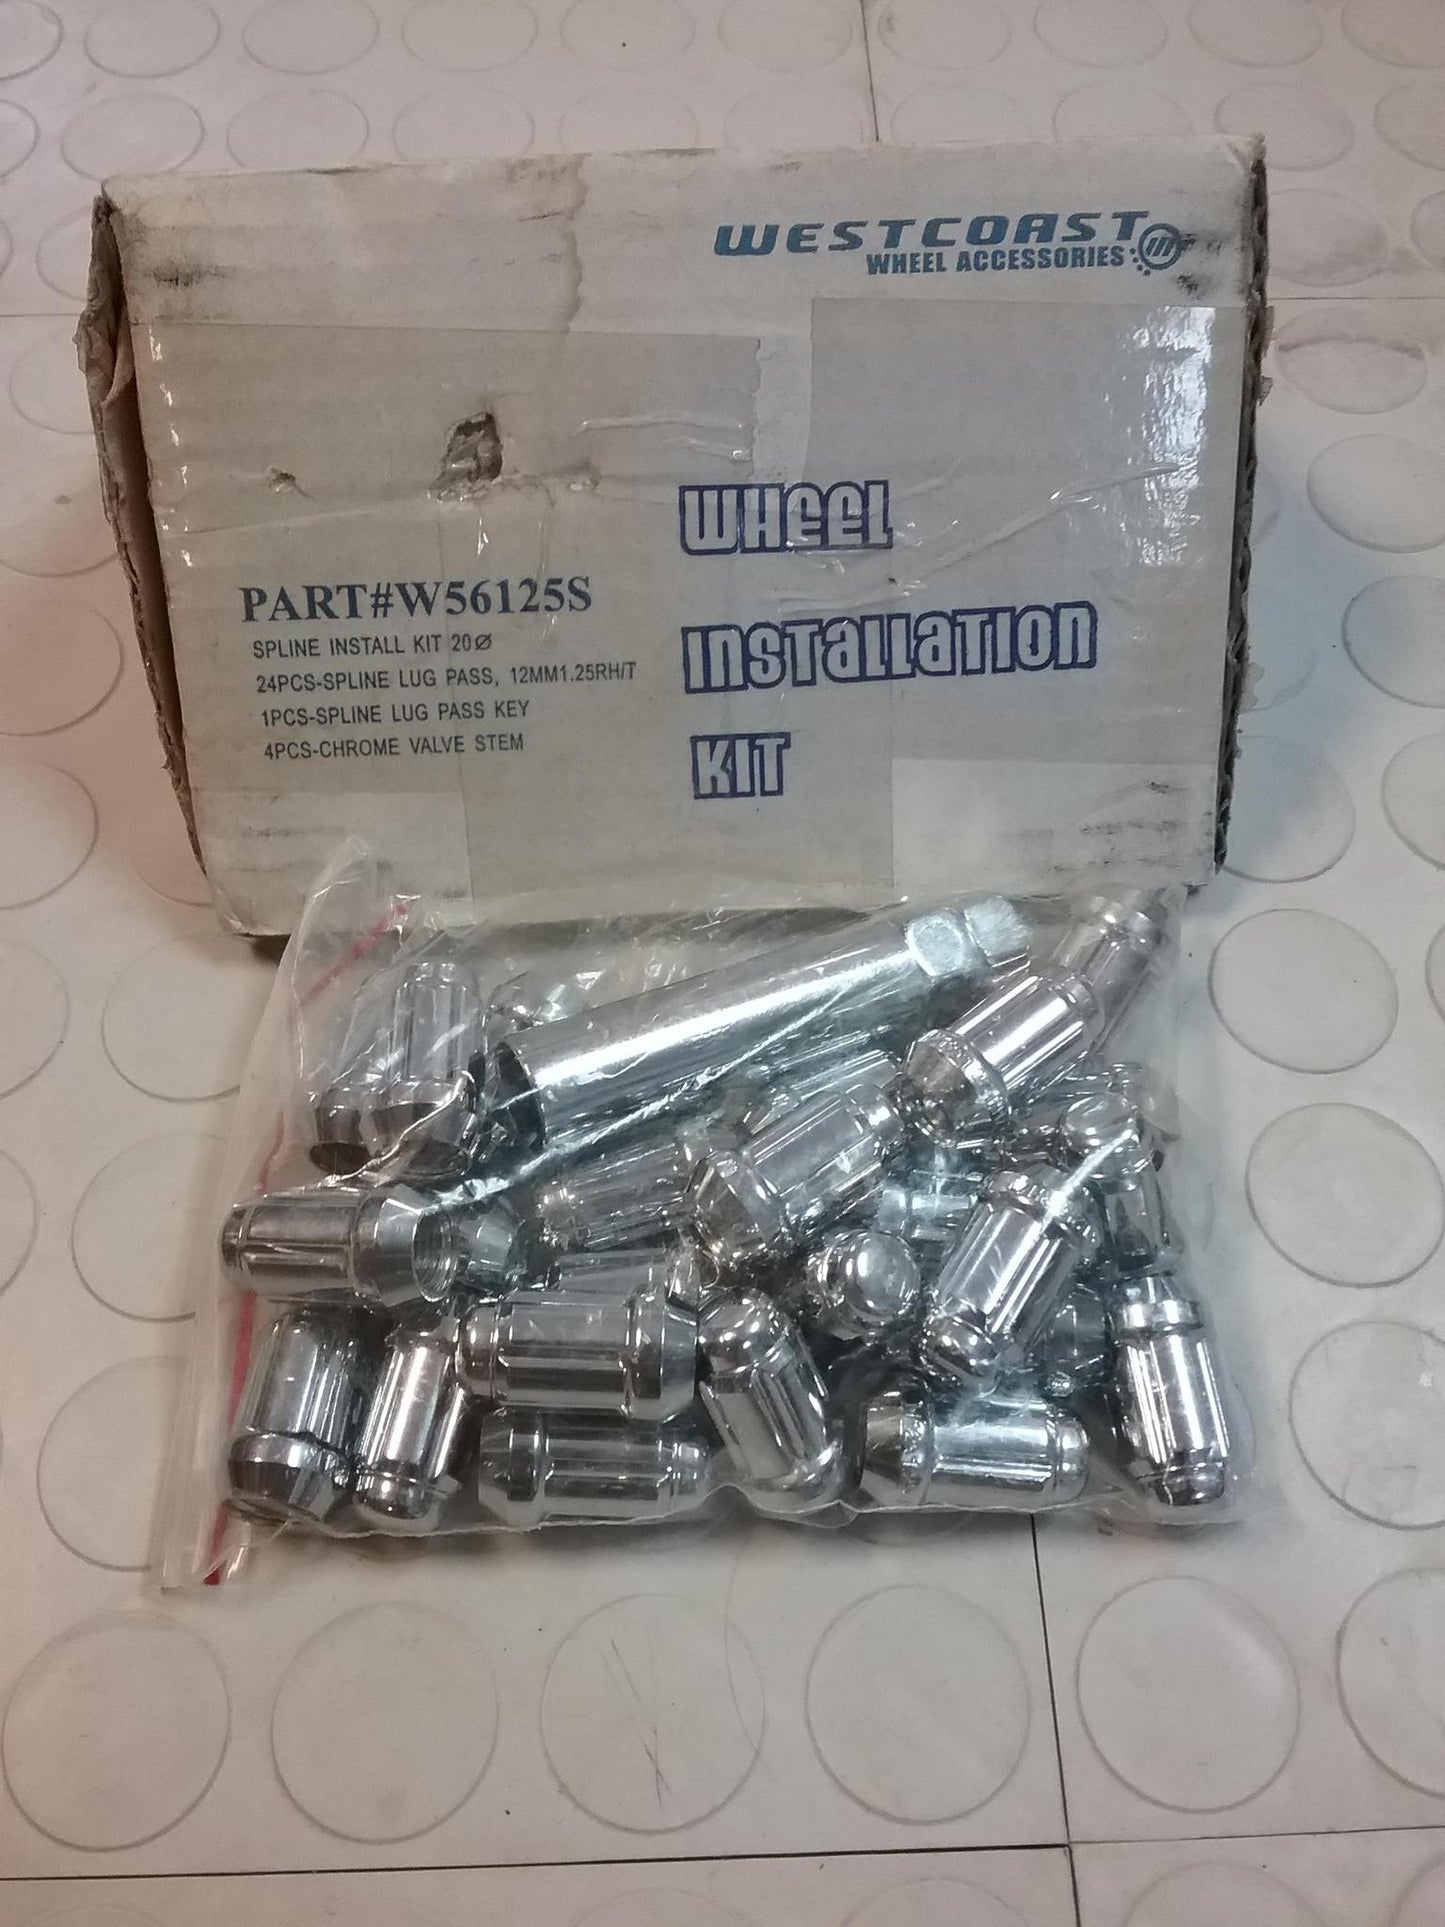 WESTCOAST
WHEEL ACCESSORIES
WHEEL
INSTALLATION
KIT
PART#W56125S
SPLINE INSTALL KIT 20Ø
24PCS-SPLINE LUG PASS, 12MM1.25RH/T
1PCS-SPLINE LUG PASS KEY
4PCS-CHROME VALVE STEM